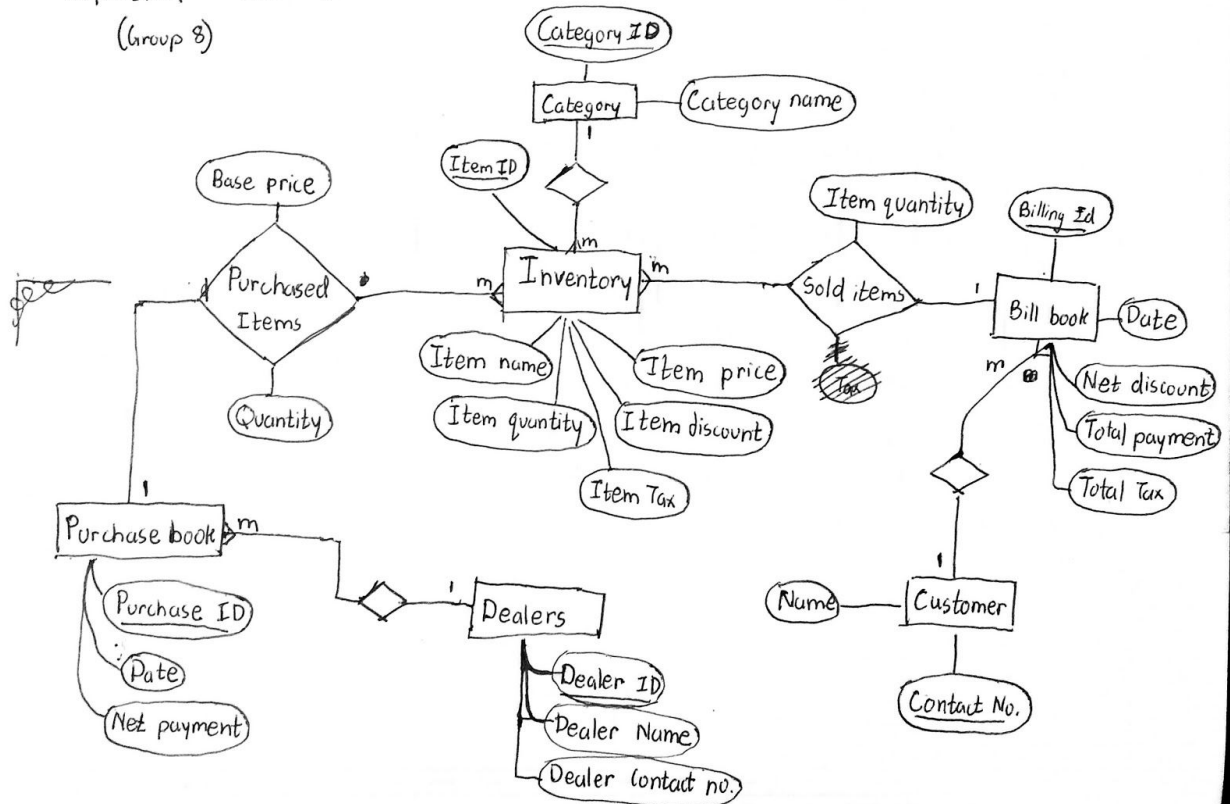 (Group 8)
Category ID
Category
Category name
1
Item ID
m
Base price
Purchased
Items
Quantity
m
Inventory
m
Item name
Item price
Item quantity
Item discount
Item Tax
Item quantity
Sold items
1
Billing Id
Bill book
Date
m
Net discount
Total payment
Total Tax
1
Purchase book
m
Purchase ID
Date
Net payment
1
Dealers
Dealer ID
Dealer Name
Dealer Contact no.
1
Name
Customer
Contact No.